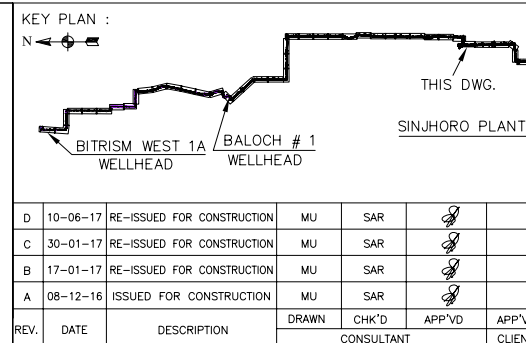 KEY PLAN :
N
THIS DWG.
SINJHORO PLANT
BITRISM WEST 1A
WELLHEAD
BALOCH # 1
WELLHEAD
D 10-06-17 RE-ISSUED FOR CONSTRUCTION MU SAR
C 30-01-17 RE-ISSUED FOR CONSTRUCTION MU SAR
B 17-01-17 RE-ISSUED FOR CONSTRUCTION MU SAR
A 08-12-16 ISSUED FOR CONSTRUCTION MU SAR
REV. DATE DESCRIPTION DRAWN CHK'D APP'VD
CONSULTANT